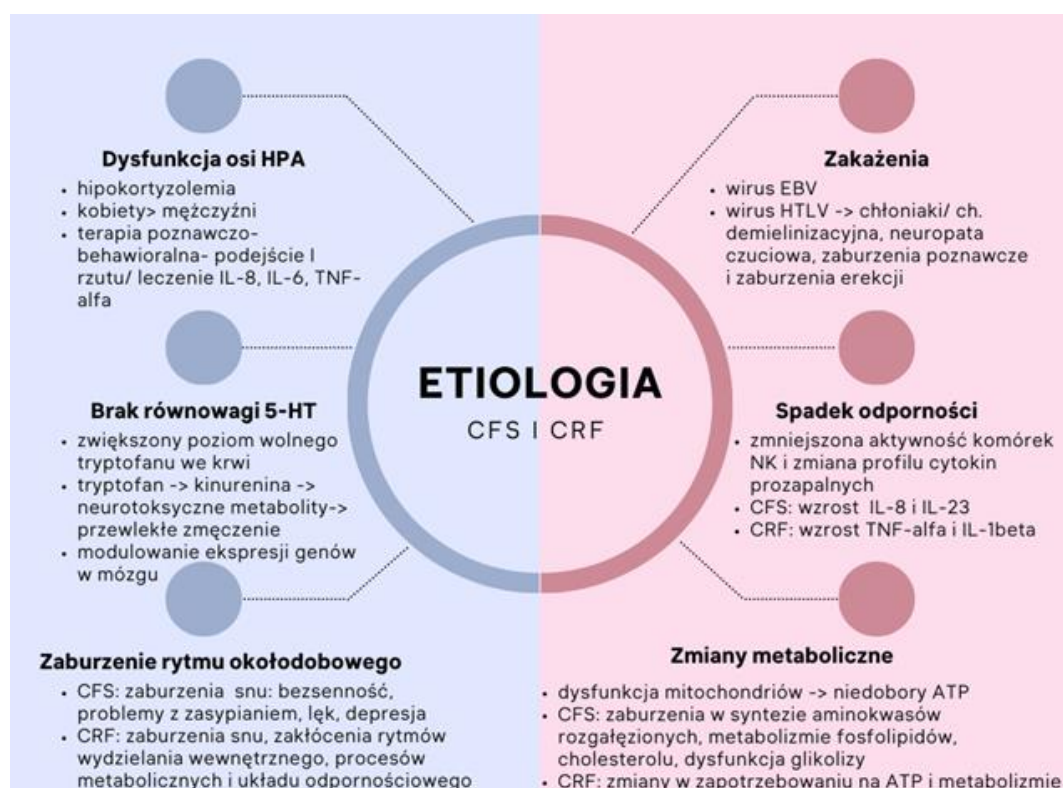 Dysfunkcja osi HPA
• hipokortyzolemia
• kobiety> mężczyźni
• terapia poznawczo-
behawioralna- podejście I
rzutu/ leczenie IL-8, IL-6, TNF-
alfa
Brak równowagi 5-HT
• zwiększony poziom wolnego
tryptofanu we krwi
• tryptofan -> kinurenina ->
neurotoksyczne metabolity->
przewlekłe zmęczenie
• modulowanie ekspresji genów
w mózgu
Zaburzenie rytmu okołodobowego
• CFS: zaburzenia snu: bezsenność,
problemy z zasypianiem, lęk, depresja
• CRF: zaburzenia snu, zakłócenia rytmów
wydzielania wewnętrznego, procesów
metabolicznych i układu odpornościowego
ETIOLOGIA
CFS I CRF
Zakażenia
• wirus EBV
• wirus HTLV -> chłoniaki/ ch.
demielinizacyjna, neuropata
czuciowa, zaburzenia poznawcze
i zaburzenia erekcji
Spadek odporności
• zmniejszona aktywność komórek
NK i zmiana profilu cytokin
prozapalnych
• CFS: wzrost IL-8 i IL-23
• CRF: wzrost TNF-alfa i IL-1beta
Zmiany metaboliczne
• dysfunkcja mitochondriów -> niedobory ATP
• CFS: zaburzenia w syntezie aminokwasów
rozgałęzionych, metabolizmie fosfolipidów,
cholesterolu, dysfunkcja glikolizy
• CRF: zmiany w zapotrzebowaniu na ATP i metabolizmie